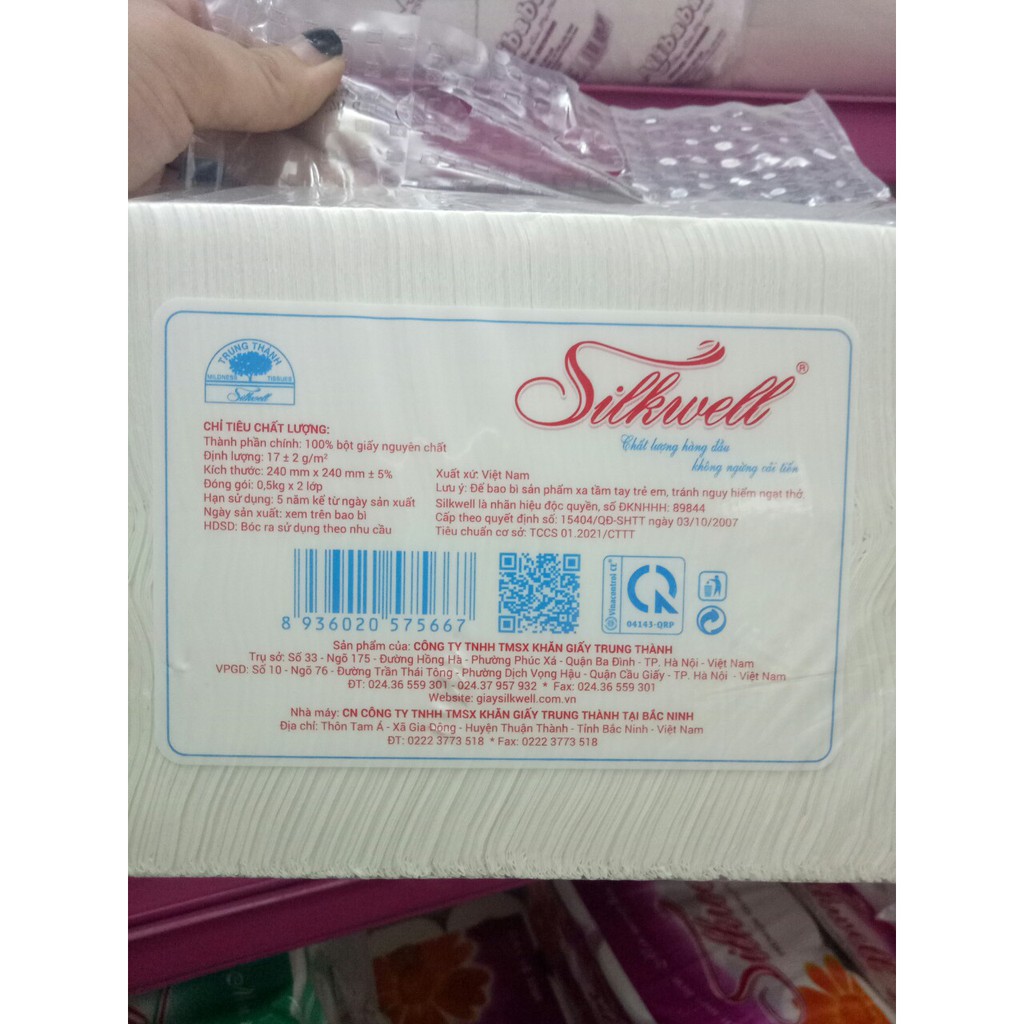 TRUNG THÀNH
MILDNESS TISSUES
Silkwell
Silkwell®
Chất lượng hàng đầu
không ngừng cải tiến
CHỈ TIÊU CHẤT LƯỢNG:
Thành phần chính: 100% bột giấy nguyên chất
Định lượng: 17 ± 2 g/m²
Kích thước: 240 mm x 240 mm ± 5%
Đóng gói: 0,5kg x 2 lớp
Hạn sử dụng: 5 năm kể từ ngày sản xuất
Ngày sản xuất: xem trên bao bì
HDSD: Bóc ra sử dụng theo nhu cầu
Xuất xứ: Việt Nam
Lưu ý: Để bao bì sản phẩm xa tầm tay trẻ em, tránh nguy hiểm ngạt thở
Silkwell là nhãn hiệu độc quyền, số ĐKNHHH: 89844
Cấp theo quyết định số: 15404/QĐ-SHTT ngày 03/10/2007
Tiêu chuẩn cơ sở: TCCS 01.2021/CTTT
8 936020 575667
Vinacontrol CE
04143-QRP
Sản phẩm của: CÔNG TY TNHH TMSX KHĂN GIẤY TRUNG THÀNH
Trụ sở: Số 33 - Ngõ 175 - Đường Hồng Hà - Phường Phúc Xá - Quận Ba Đình - TP. Hà Nội - Việt Nam
VPGD: Số 10 - Ngõ 76 - Đường Trần Thái Tông - Phường Dịch Vọng Hậu - Quận Cầu Giấy - TP. Hà Nội - Việt Nam
ĐT: 024.36 559 301 - 024.37 957 932 * Fax: 024.36 559 301
Website: giaysilkwell.com.vn
Nhà máy: CN CÔNG TY TNHH TMSX KHĂN GIẤY TRUNG THÀNH TẠI BẮC NINH
Địa chỉ: Thôn Tam Á - Xã Gia Đông - Huyện Thuận Thành - Tỉnh Bắc Ninh - Việt Nam
ĐT: 0222 3773 518 * Fax: 0222 3773 518